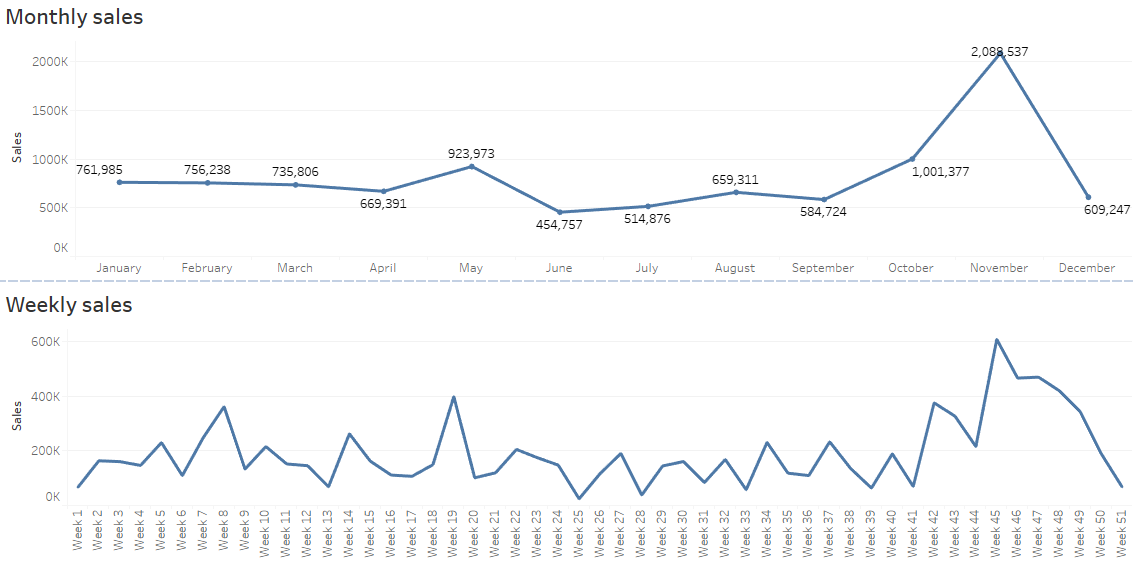 Monthly sales
2000K
1500K
1000K
500K
0K
Sales
761,985
756,238
735,806
669,391
923,973
454,757
514,876
659,311
584,724
1,001,377
2,088,537
609,247
January February March April May June July August September October November December
Weekly sales
600K
400K
200K
0K
Sales
Week 1
Week 2
Week 3
Week 4
Week 5
Week 6
Week 7
Week 8
Week 9
Week 10
Week 11
Week 12
Week 13
Week 14
Week 15
Week 16
Week 17
Week 18
Week 19
Week 20
Week 21
Week 22
Week 23
Week 24
Week 25
Week 26
Week 27
Week 28
Week 29
Week 30
Week 31
Week 32
Week 33
Week 34
Week 35
Week 36
Week 37
Week 38
Week 39
Week 40
Week 41
Week 42
Week 43
Week 44
Week 45
Week 46
Week 47
Week 48
Week 49
Week 50
Week 51